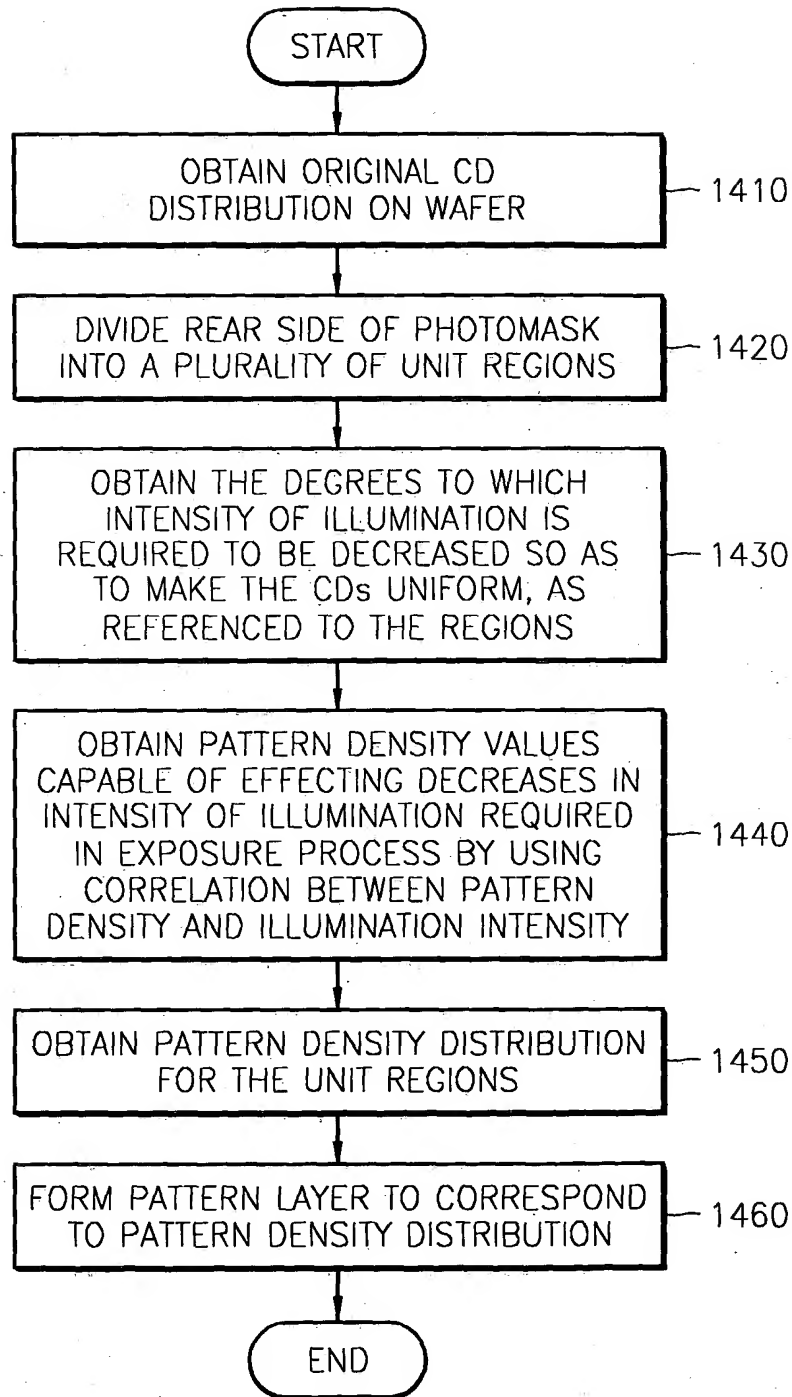 START
OBTAIN ORIGINAL CD
DISTRIBUTION ON WAFER
1410
DIVIDE REAR SIDE OF PHOTOMASK
INTO A PLURALITY OF UNIT REGIONS
1420
OBTAIN THE DEGREES TO WHICH
INTENSITY OF ILLUMINATION IS
REQUIRED TO BE DECREASED SO AS
TO MAKE THE CDs UNIFORM, AS
REFERENCED TO THE REGIONS
1430
OBTAIN PATTERN DENSITY VALUES
CAPABLE OF EFFECTING DECREASES IN
INTENSITY OF ILLUMINATION REQUIRED
IN EXPOSURE PROCESS BY USING
CORRELATION BETWEEN PATTERN
DENSITY AND ILLUMINATION INTENSITY
1440
OBTAIN PATTERN DENSITY DISTRIBUTION
FOR THE UNIT REGIONS
1450
FORM PATTERN LAYER TO CORRESPOND
TO PATTERN DENSITY DISTRIBUTION
1460
END